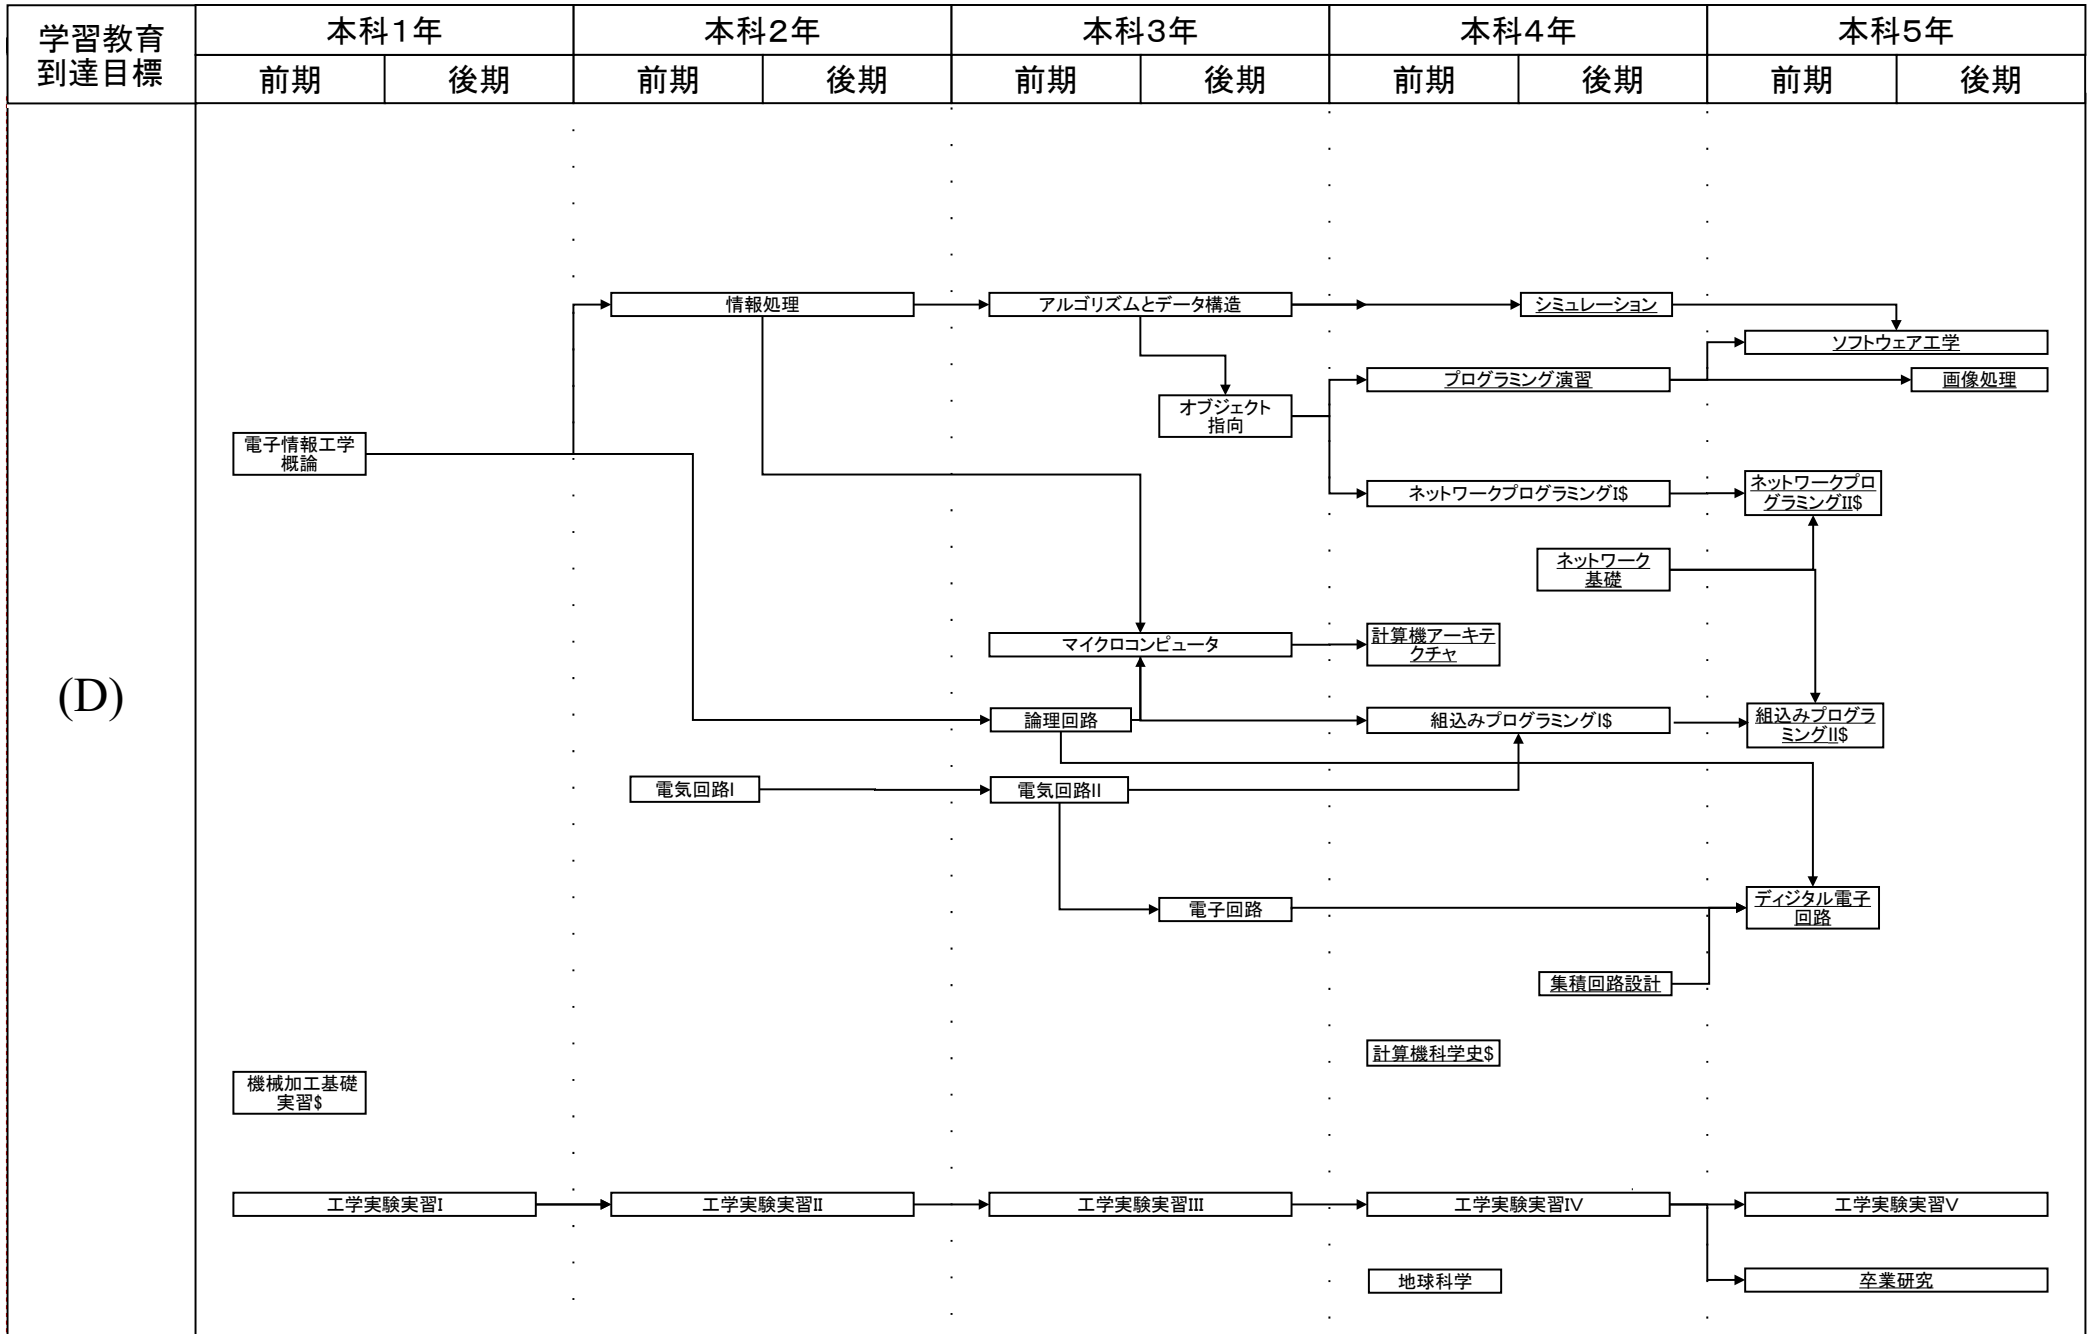 学習教育
到達目標
本科1年
本科2年
本科3年
本科4年
本科5年
前期
後期
前期
後期
前期
後期
前期
後期
前期
後期
(D)
情報処理
アルゴリズムとデータ構造
シミュレーション
ソフトウェア工学
プログラミング演習
画像処理
オブジェクト
指向
電子情報工学
概論
ネットワークプログラミングI$
ネットワークプロ
グラミングII$
ネットワーク
基礎
マイクロコンピュータ
計算機アーキテ
クチャ
論理回路
組込みプログラミングI$
組込みプログラ
ミングII$
電気回路I
電気回路II
電子回路
ディジタル電子
回路
集積回路設計
計算機科学史$
機械加工基礎
実習$
工学実験実習I
工学実験実習II
工学実験実習III
工学実験実習IV
工学実験実習V
地球科学
卒業研究